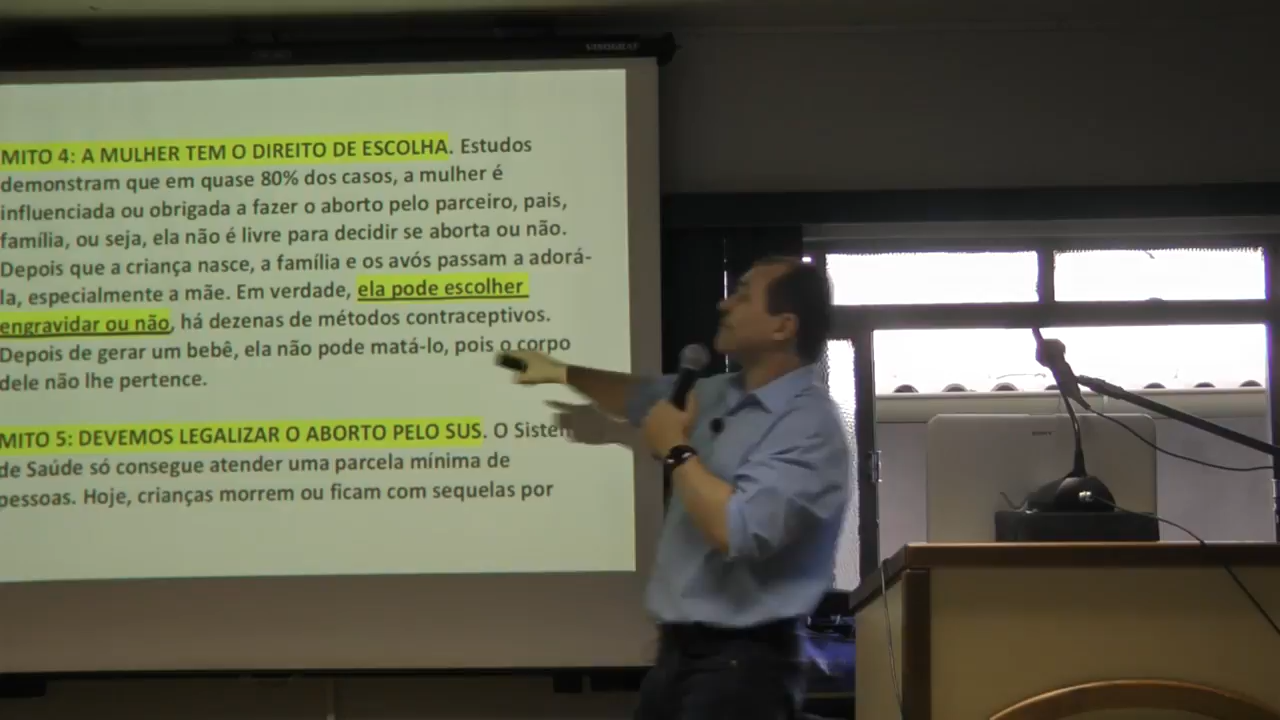 VISOGRAF
MITO 4: A MULHER TEM O DIREITO DE ESCOLHA. Estudos
demonstram que em quase 80% dos casos, a mulher é
influenciada ou obrigada a fazer o aborto pelo parceiro, pais,
família, ou seja, ela não é livre para decidir se aborta ou não.
Depois que a criança nasce, a família e os avós passam a adorá-
la, especialmente a mãe. Em verdade, ela pode escolher
engravidar ou não, há dezenas de métodos contraceptivos.
Depois de gerar um bebê, ela não pode matá-lo, pois o corpo
dele não lhe pertence.
MITO 5: DEVEMOS LEGALIZAR O ABORTO PELO SUS. O Sistem
de Saúde só consegue atender uma parcela mínima de
pessoas. Hoje, crianças morrem ou ficam com sequelas por
SONY